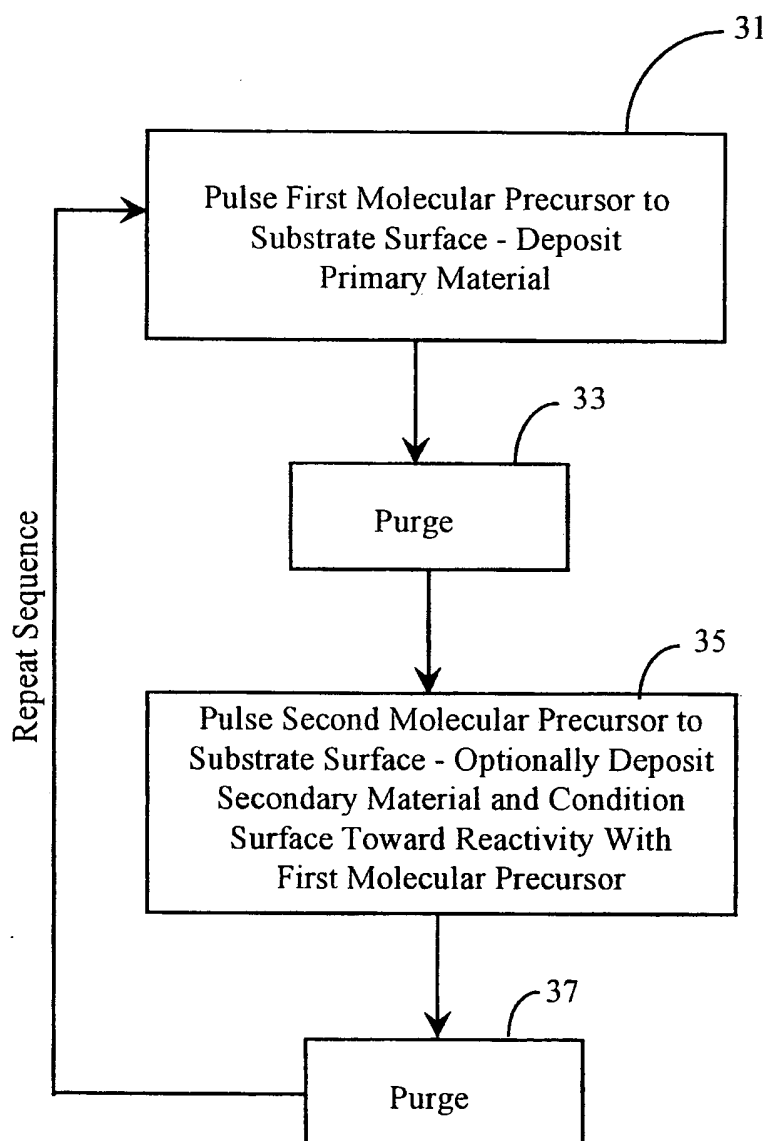 31
Pulse First Molecular Precursor to
Substrate Surface - Deposit
Primary Material
33
Purge
35
Pulse Second Molecular Precursor to
Substrate Surface - Optionally Deposit
Secondary Material and Condition
Surface Toward Reactivity With
First Molecular Precursor
37
Purge
Repeat Sequence